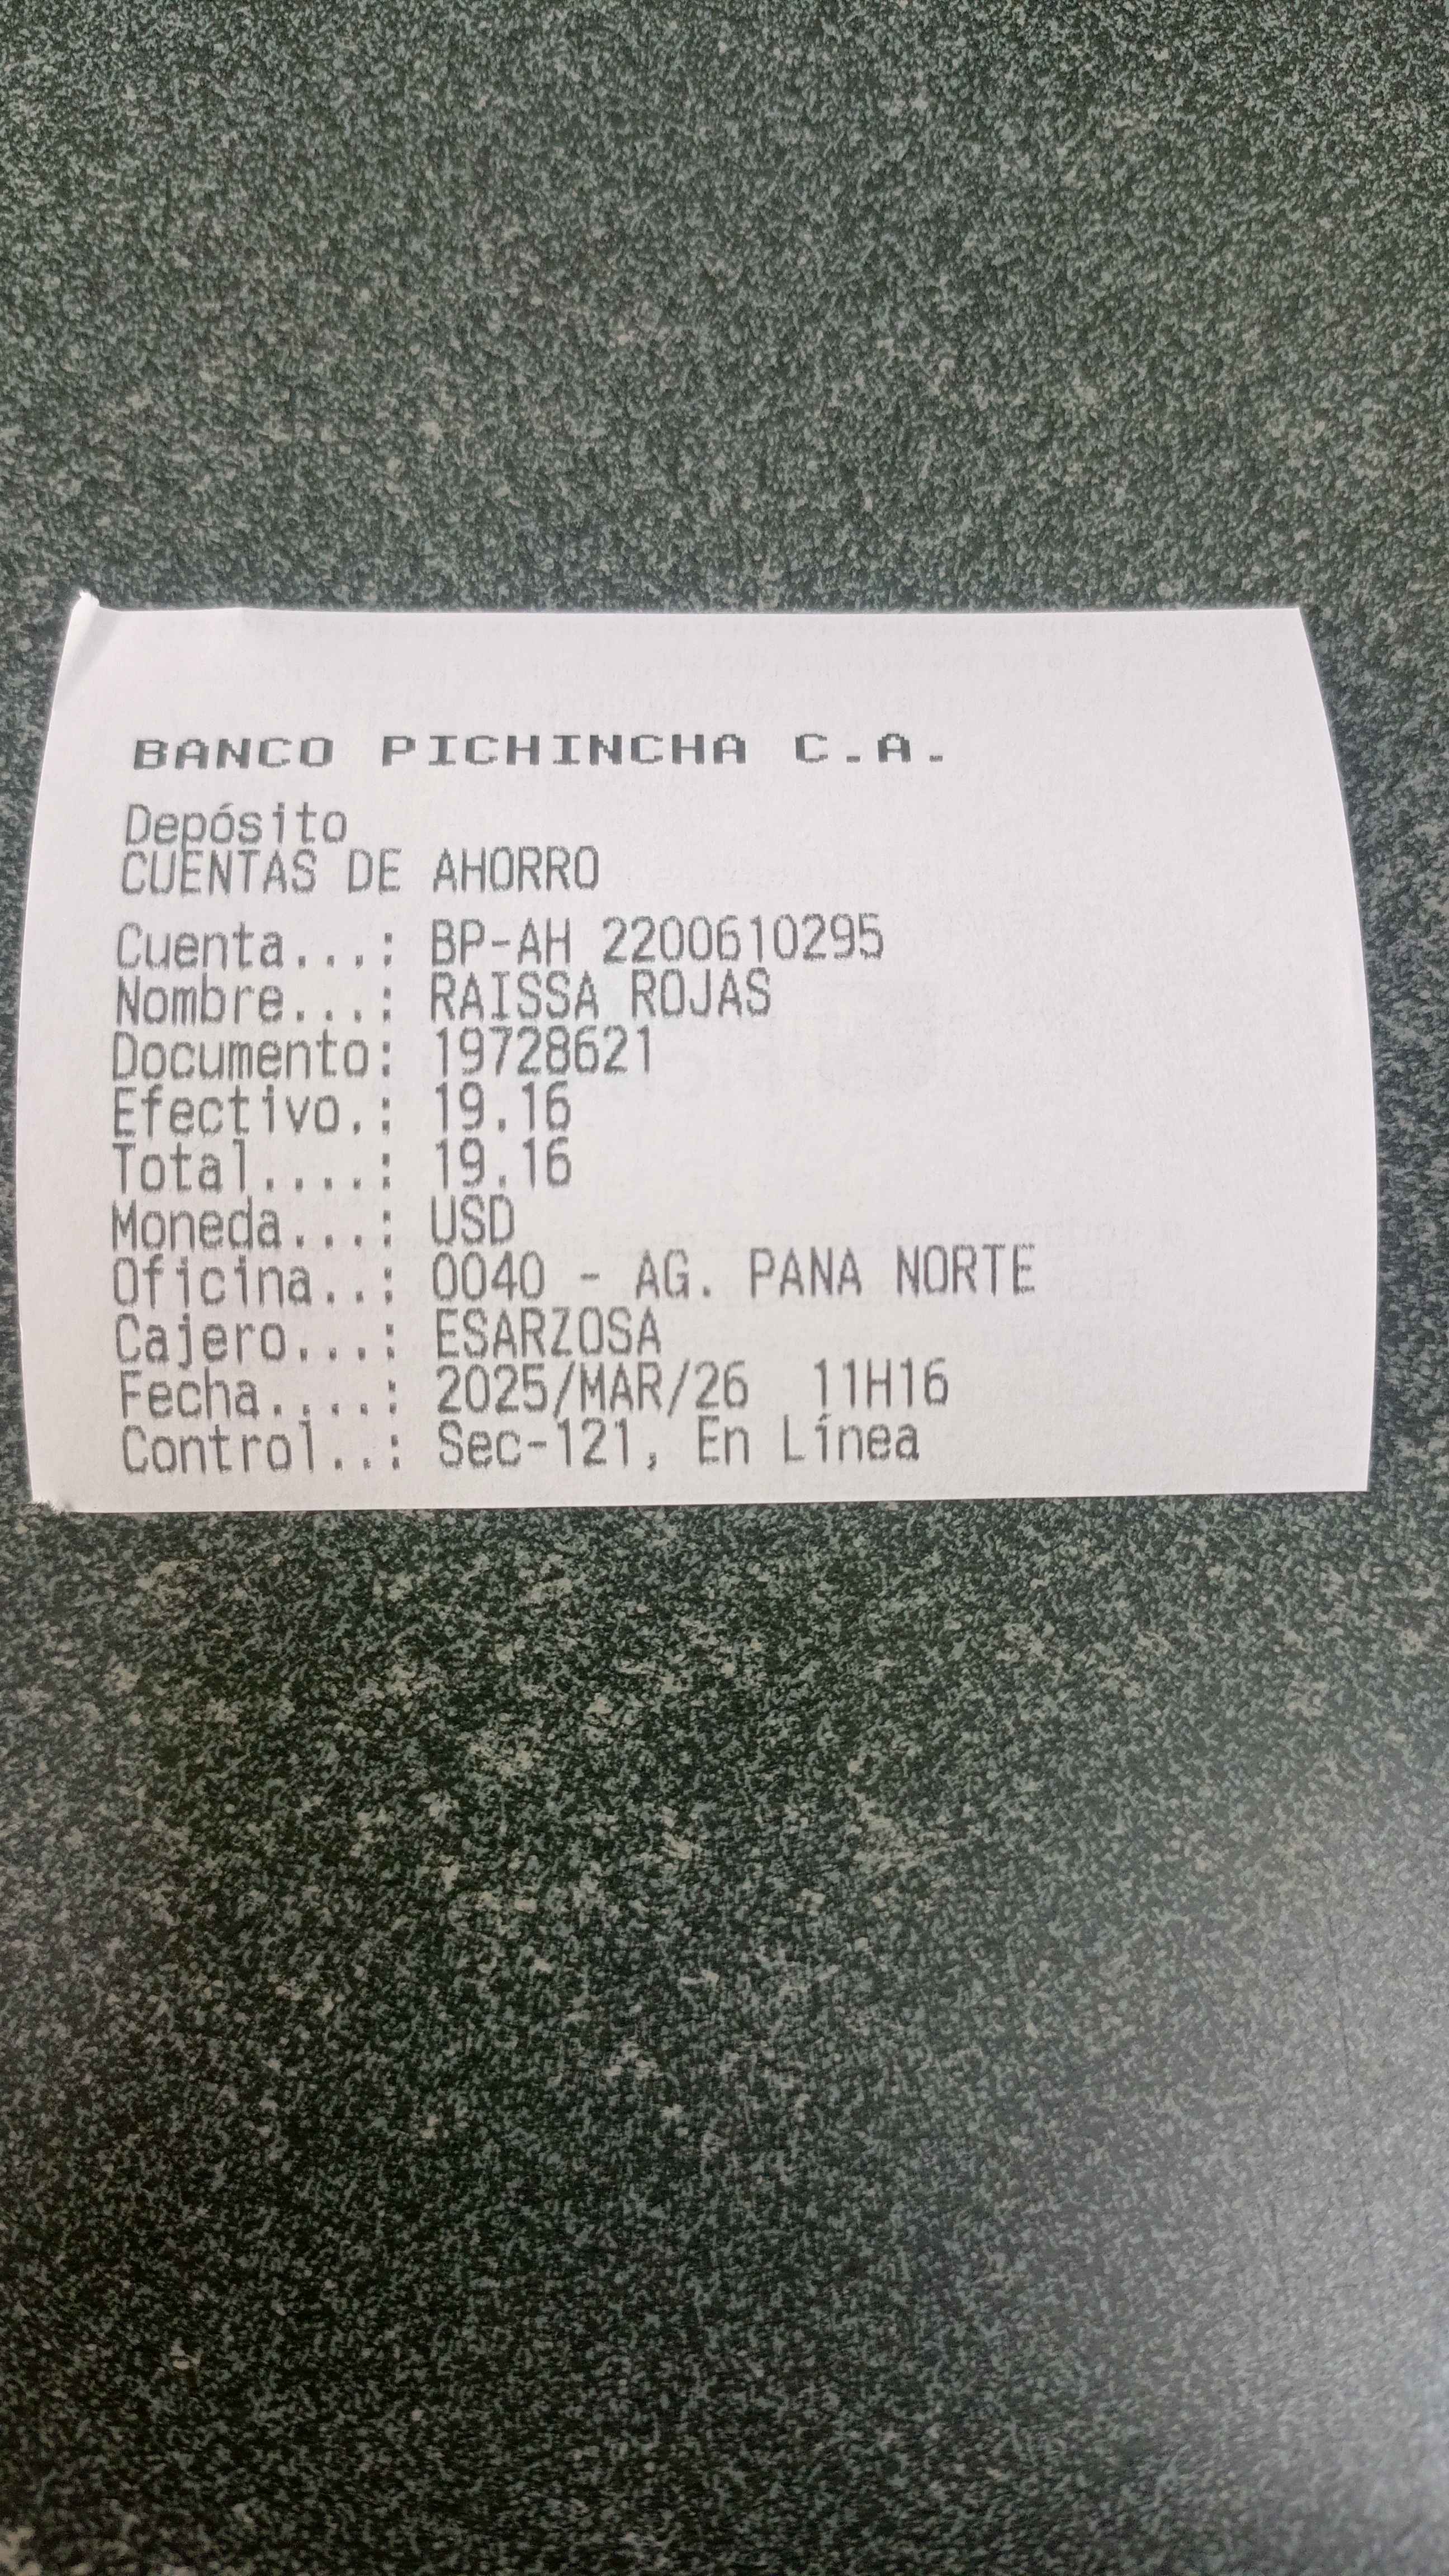 BANCO PICHINCHA C.A.
Depósito
CUENTAS DE AHORRO
Cuenta...: BP-AH 2200610295
Nombre...: RAISSA ROJAS
Documento: 19728621
Efectivo.: 19.16
Total....: 19.16
Moneda...: USD
Oficina..: 0040 - AG. PANA NORTE
Cajero...: ESARZOSA
Fecha....: 2025/MAR/26  11H16
Control..: Sec-121, En Línea